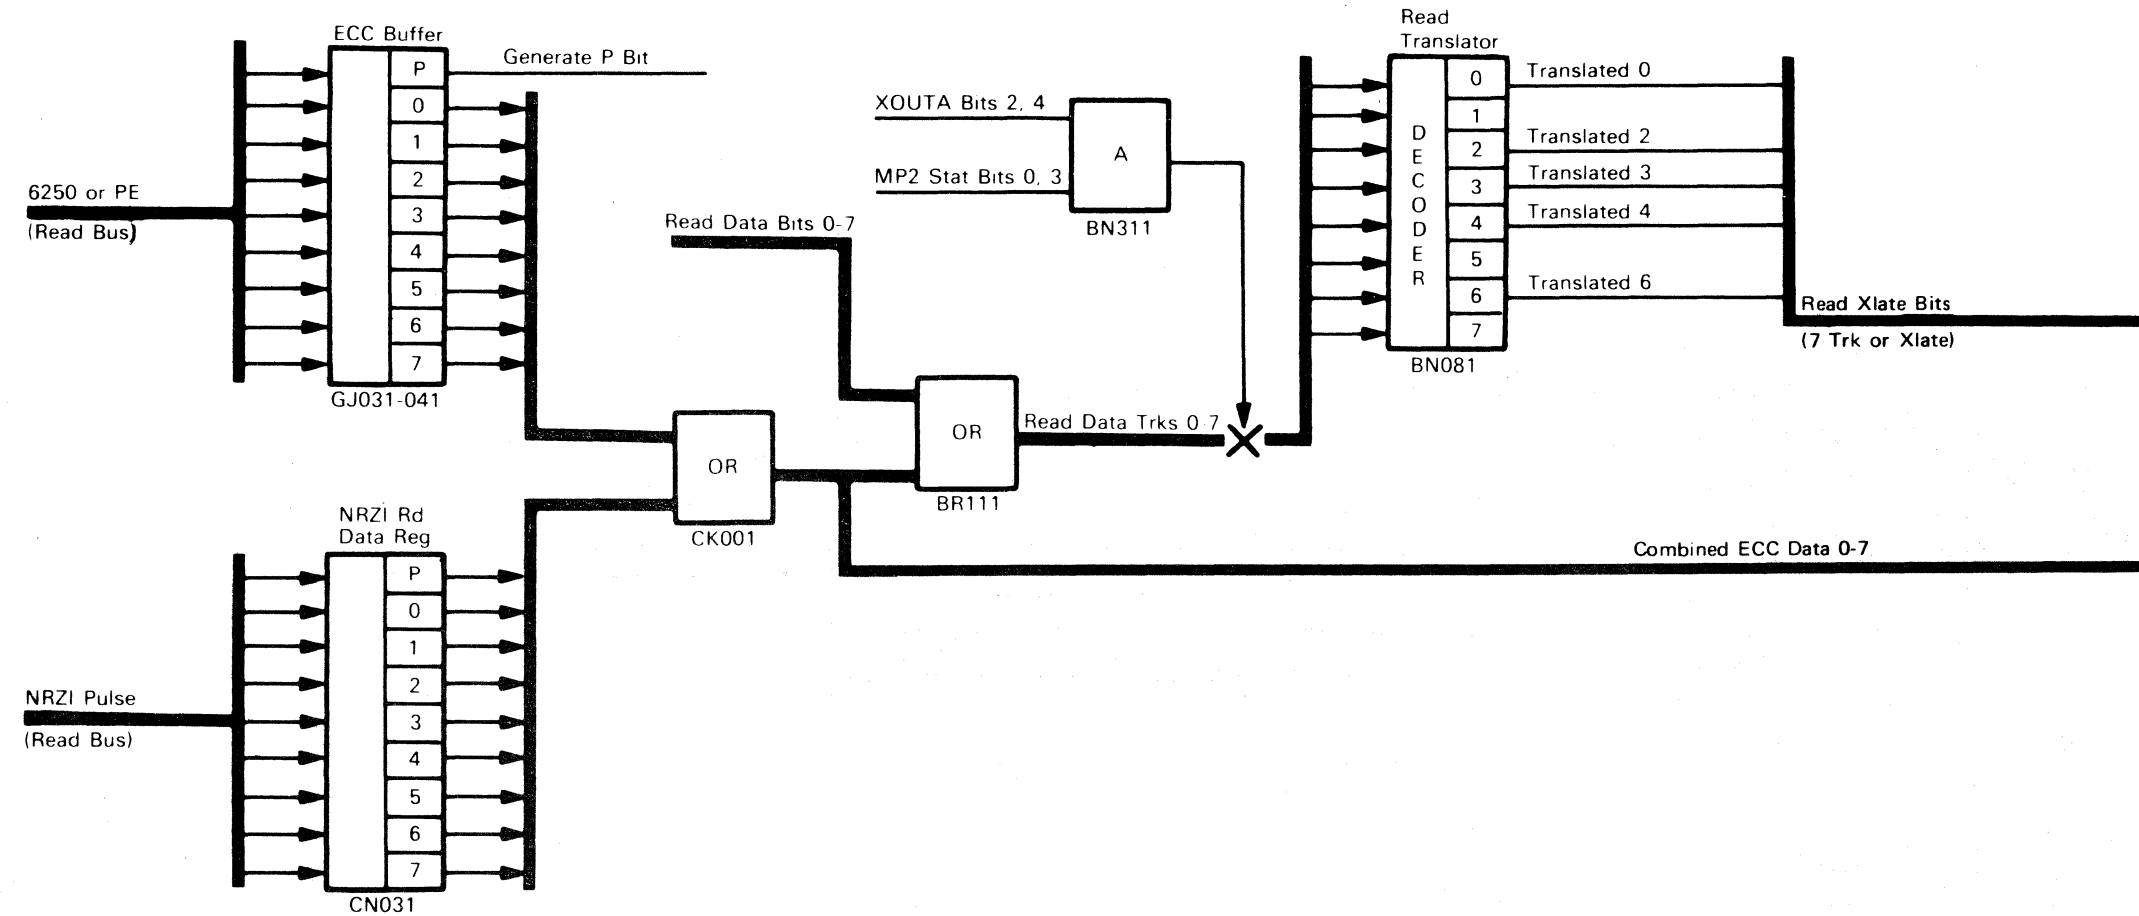 ECC Buffer
P
0
1
2
3
4
5
6
7
GJ031-041
Generate P Bit
6250 or PE
(Read Bus)
NRZI Rd
Data Reg
P
0
1
2
3
4
5
6
7
CN031
NRZI Pulse
(Read Bus)
OR
CK001
Read Data Bits 0-7
OR
BR111
XOUTA Bits 2, 4
MP2 Stat Bits 0, 3
A
BN311
Read Data Trks 0-7
Read
Translator
DECODER
0
1
2
3
4
5
6
7
BN081
Translated 0
Translated 2
Translated 3
Translated 4
Translated 6
Read Xlate Bits
(7 Trk or Xlate)
Combined ECC Data 0-7